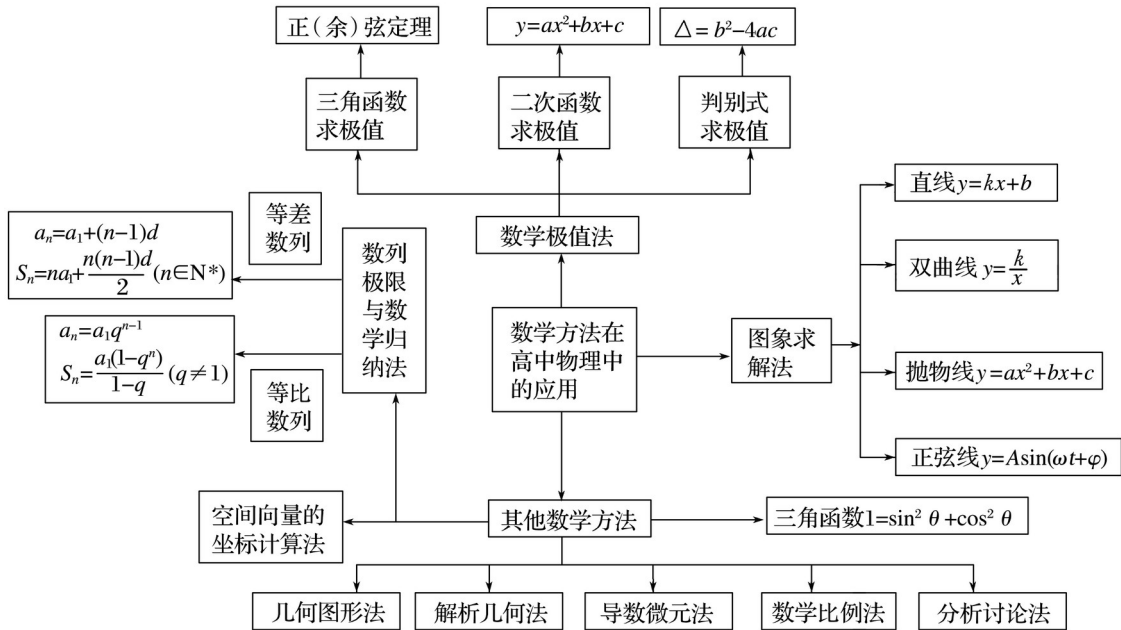 正(余)弦定理
y=ax²+bx+c
△=b²-4ac
三角函数
求极值
二次函数
求极值
判别式
求极值
数学极值法
等差
数列
aₙ=a₁+(n-1)d
Sₙ=na₁+\frac{n(n-1)d}{2}(n∈N*)
数列
极限
与数
学归
纳法
aₙ=a₁qⁿ⁻¹
Sₙ=\frac{a₁(1-qⁿ)}{1-q}(q≠1)
等比
数列
数学方法在
高中物理中
的应用
图象求
解法
直线y=kx+b
双曲线y=\frac{k}{x}
抛物线y=ax²+bx+c
正弦线y=Asin(ωt+φ)
空间向量的
坐标计算法
其他数学方法
三角函数1=sin² θ+cos² θ
几何图形法
解析几何法
导数微元法
数学比例法
分析讨论法